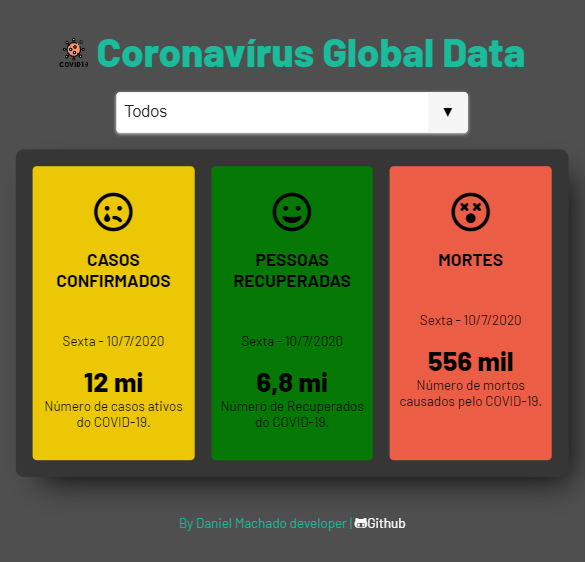 COVID19
Coronavírus Global Data
Todos
▼
CASOS
CONFIRMADOS
Sexta - 10/7/2020
12 mi
Número de casos ativos
do COVID-19.
PESSOAS
RECUPERADAS
Sexta - 10/7/2020
6,8 mi
Número de Recuperados
do COVID-19.
MORTES
Sexta - 10/7/2020
556 mil
Número de mortos
causados pelo COVID-19.
By Daniel Machado developer | Github